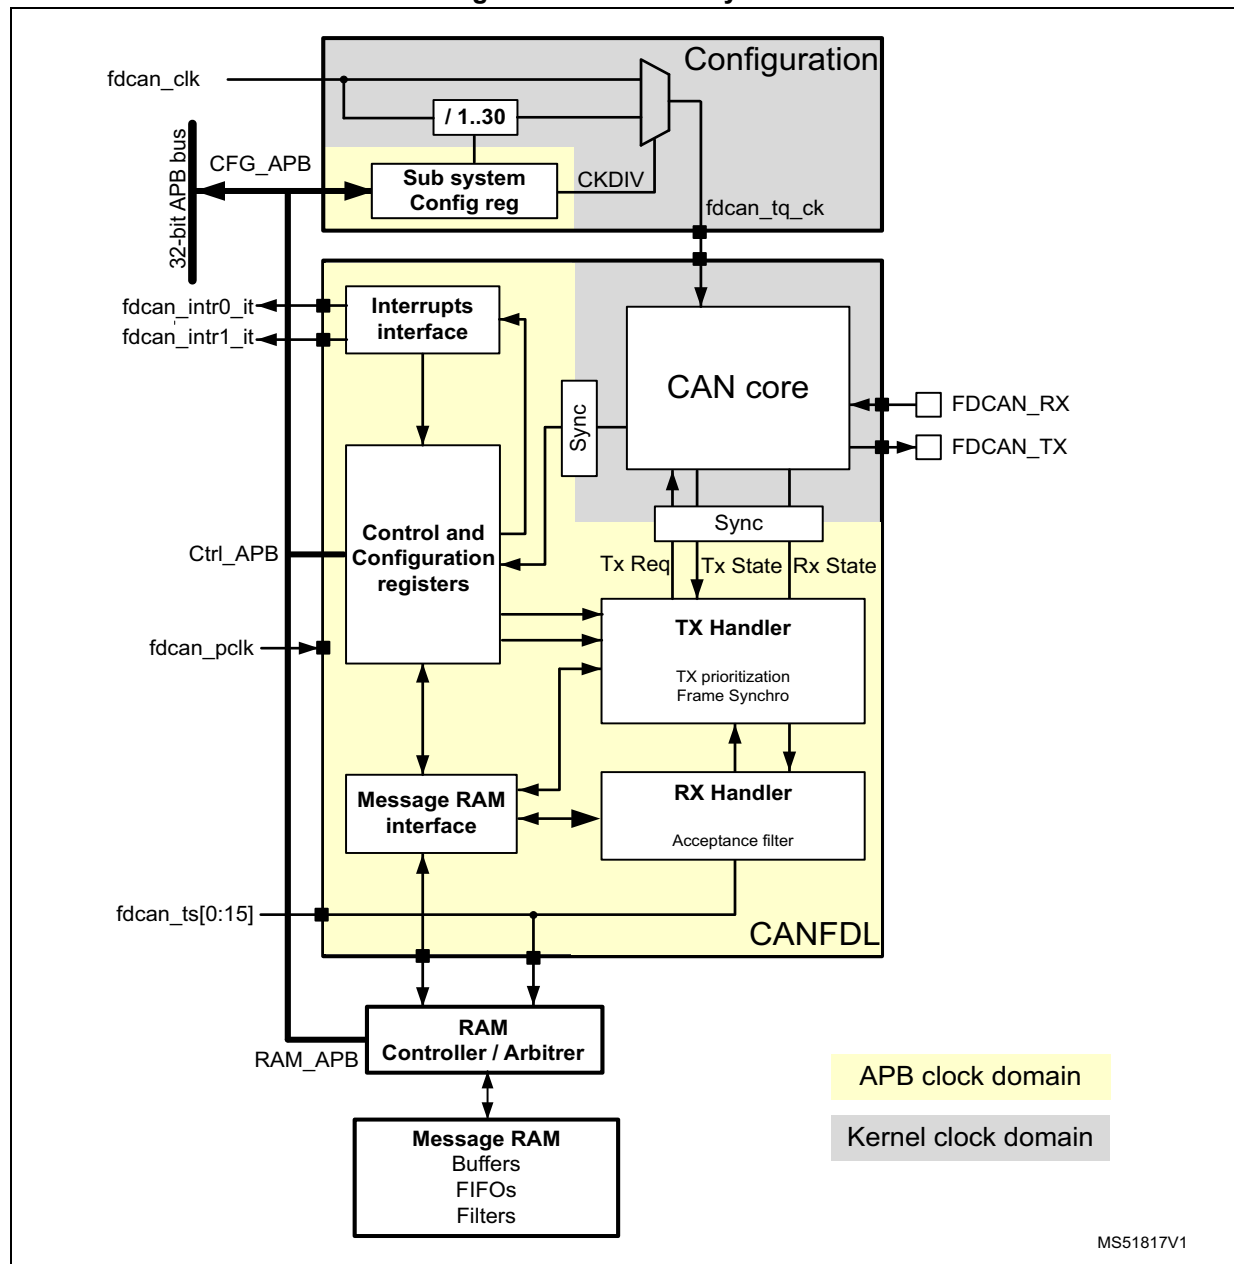 Configuration
fdcan_clk
/ 1..30
32-bit APB bus
CFG_APB
Sub system
Config reg
CKDIV
fdcan_tq_ck
fdcan_intr0_it
fdcan_intr1_it
Interrupts
interface
CAN core
Sync
FDCAN_RX
FDCAN_TX
Sync
Control and
Configuration
registers
Ctrl_APB
Tx Req
Tx State
Rx State
TX Handler
TX prioritization
Frame Synchro
fdcan_pclk
Message RAM
interface
RX Handler
Acceptance filter
fdcan_ts[0:15]
CANFDL
RAM
Controller / Arbitrer
RAM_APB
APB clock domain
Kernel clock domain
Message RAM
Buffers
FIFOs
Filters
MS51817V1